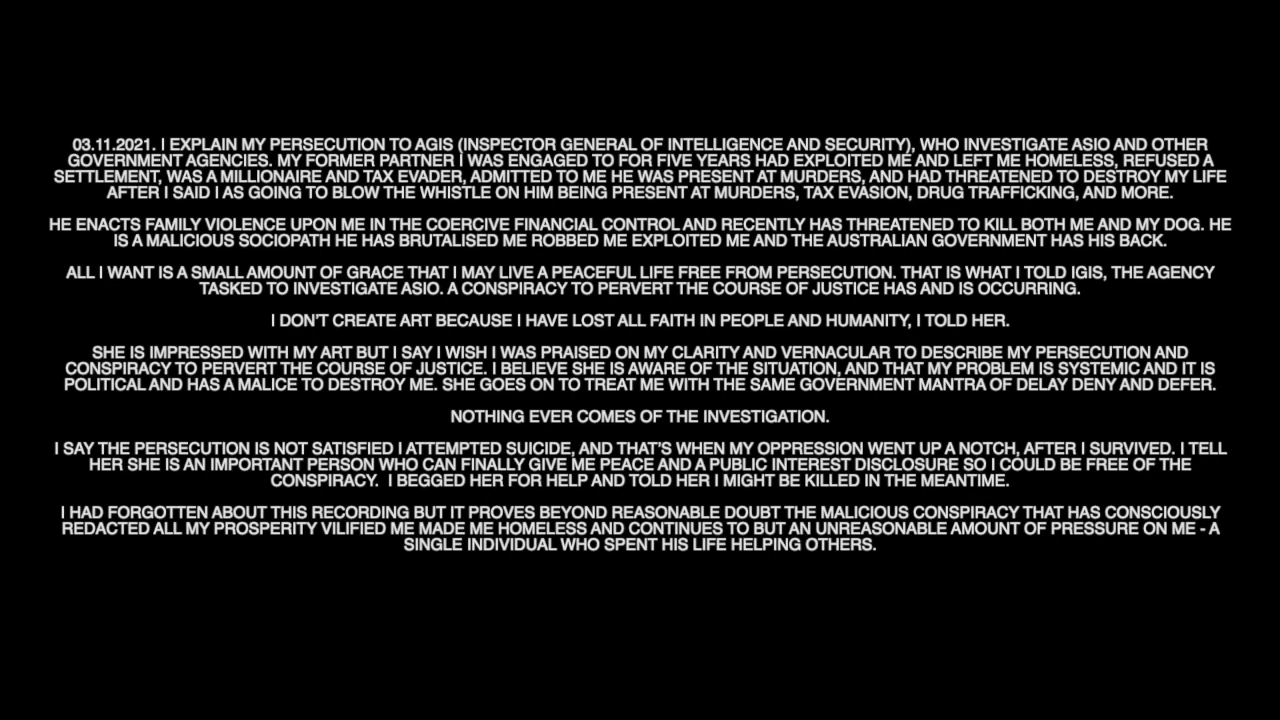 03.11.2021. I EXPLAIN MY PERSECUTION TO AGIS (INSPECTOR GENERAL OF INTELLIGENCE AND SECURITY), WHO INVESTIGATE ASIO AND OTHER
GOVERNMENT AGENCIES. MY FORMER PARTNER I WAS ENGAGED TO FOR FIVE YEARS HAD EXPLOITED ME AND LEFT ME HOMELESS, REFUSED A
SETTLEMENT, WAS A MILLIONAIRE AND TAX EVADER, ADMITTED TO ME HE WAS PRESENT AT MURDERS, AND HAD THREATENED TO DESTROY MY LIFE
AFTER I SAID I AS GOING TO BLOW THE WHISTLE ON HIM BEING PRESENT AT MURDERS, TAX EVASION, DRUG TRAFFICKING, AND MORE.
HE ENACTS FAMILY VIOLENCE UPON ME IN THE COERCIVE FINANCIAL CONTROL AND RECENTLY HAS THREATENED TO KILL BOTH ME AND MY DOG. HE
IS A MALICIOUS SOCIOPATH HE HAS BRUTALISED ME ROBBED ME EXPLOITED ME AND THE AUSTRALIAN GOVERNMENT HAS HIS BACK.
ALL I WANT IS A SMALL AMOUNT OF GRACE THAT I MAY LIVE A PEACEFUL LIFE FREE FROM PERSECUTION. THAT IS WHAT I TOLD IGIS, THE AGENCY
TASKED TO INVESTIGATE ASIO. A CONSPIRACY TO PERVERT THE COURSE OF JUSTICE HAS AND IS OCCURRING.
I DON'T CREATE ART BECAUSE I HAVE LOST ALL FAITH IN PEOPLE AND HUMANITY, I TOLD HER.
SHE IS IMPRESSED WITH MY ART BUT I SAY I WISH I WAS PRAISED ON MY CLARITY AND VERNACULAR TO DESCRIBE MY PERSECUTION AND
CONSPIRACY TO PERVERT THE COURSE OF JUSTICE. I BELIEVE SHE IS AWARE OF THE SITUATION, AND THAT MY PROBLEM IS SYSTEMIC AND IT IS
POLITICAL AND HAS A MALICE TO DESTROY ME. SHE GOES ON TO TREAT ME WITH THE SAME GOVERNMENT MANTRA OF DELAY DENY AND DEFER.
NOTHING EVER COMES OF THE INVESTIGATION.
I SAY THE PERSECUTION IS NOT SATISFIED I ATTEMPTED SUICIDE, AND THAT'S WHEN MY OPPRESSION WENT UP A NOTCH, AFTER I SURVIVED. I TELL
HER SHE IS AN IMPORTANT PERSON WHO CAN FINALLY GIVE ME PEACE AND A PUBLIC INTEREST DISCLOSURE SO I COULD BE FREE OF THE
CONSPIRACY.  I BEGGED HER FOR HELP AND TOLD HER I MIGHT BE KILLED IN THE MEANTIME.
I HAD FORGOTTEN ABOUT THIS RECORDING BUT IT PROVES BEYOND REASONABLE DOUBT THE MALICIOUS CONSPIRACY THAT HAS CONSCIOUSLY
REDACTED ALL MY PROSPERITY VILIFIED ME MADE ME HOMELESS AND CONTINUES TO BUT AN UNREASONABLE AMOUNT OF PRESSURE ON ME - A
SINGLE INDIVIDUAL WHO SPENT HIS LIFE HELPING OTHERS.